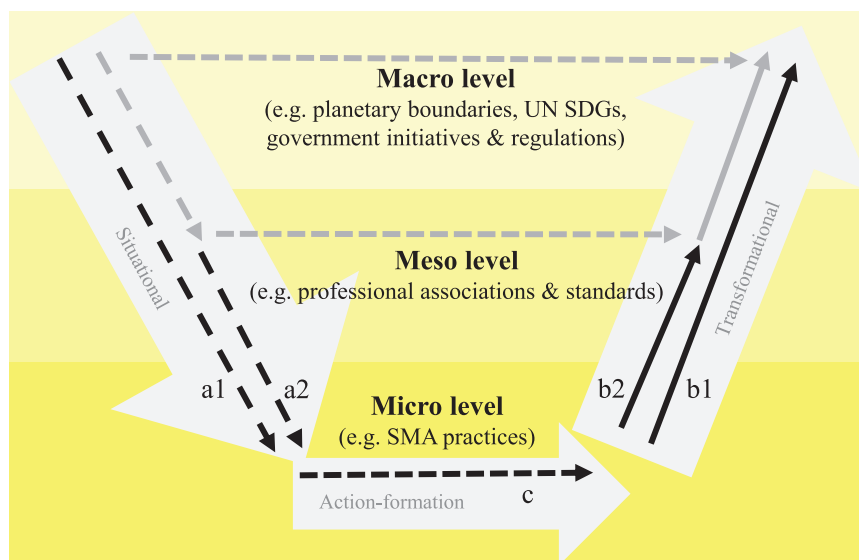 Macro level
(e.g. planetary boundaries, UN SDGs,
government initiatives & regulations)
Situational
Meso level
(e.g. professional associations & standards)
Transformational
a1
a2
Micro level
(e.g. SMA practices)
b2
b1
Action-formation
c